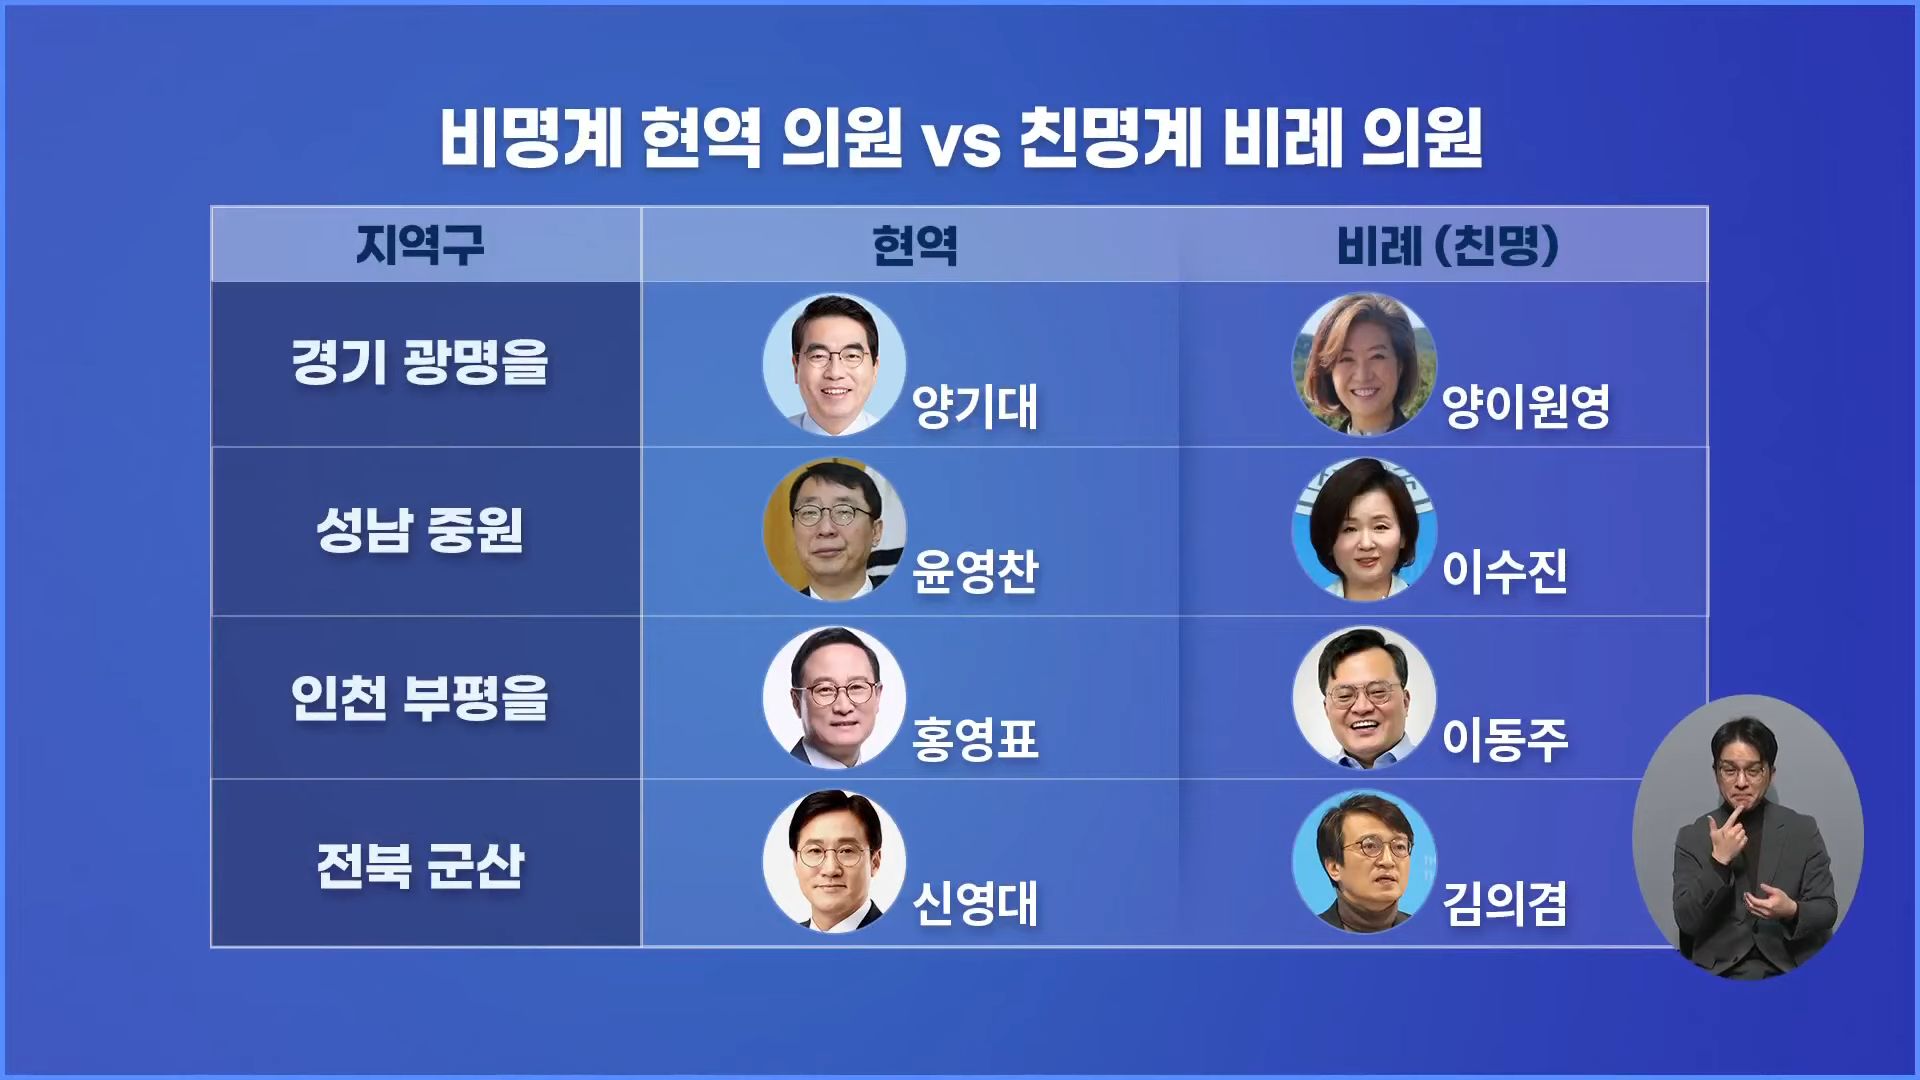 비명계 현역 의원 vs 친명계 비례 의원
지역구 현역 비례 (친명)
경기 광명을 양기대 양이원영
성남 중원 윤영찬 이수진
인천 부평을 홍영표 이동주
전북 군산 신영대 김의겸